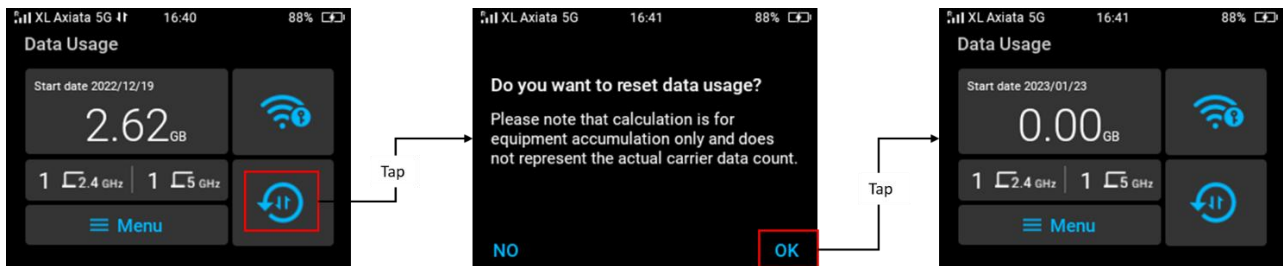 XL Axiata 5G 16:40 88%
Data Usage
Start date 2022/12/19
2.62 GB
1 2.4 GHz 1 5 GHz
Menu
Tap
XL Axiata 5G 16:41 88%
Do you want to reset data usage?
Please note that calculation is for
equipment accumulation only and does
not represent the actual carrier data count.
NO OK
Tap
XL Axiata 5G 16:41 88%
Data Usage
Start date 2023/01/23
0.00 GB
1 2.4 GHz 1 5 GHz
Menu